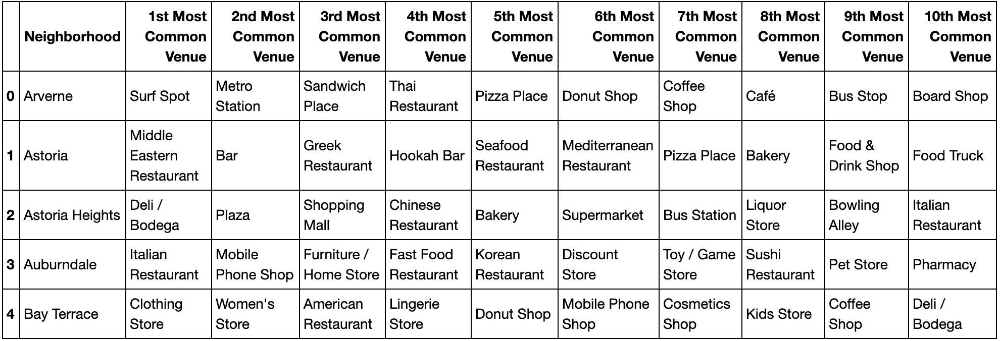 Neighborhood | 1st Most Common Venue | 2nd Most Common Venue | 3rd Most Common Venue | 4th Most Common Venue | 5th Most Common Venue | 6th Most Common Venue | 7th Most Common Venue | 8th Most Common Venue | 9th Most Common Venue | 10th Most Common Venue
0 | Arverne | Surf Spot | Metro Station | Sandwich Place | Thai Restaurant | Pizza Place | Donut Shop | Coffee Shop | Café | Bus Stop | Board Shop
1 | Astoria | Middle Eastern Restaurant | Bar | Greek Restaurant | Hookah Bar | Seafood Restaurant | Mediterranean Restaurant | Pizza Place | Bakery | Food & Drink Shop | Food Truck
2 | Astoria Heights | Deli / Bodega | Plaza | Shopping Mall | Chinese Restaurant | Bakery | Supermarket | Bus Station | Liquor Store | Bowling Alley | Italian Restaurant
3 | Auburndale | Italian Restaurant | Mobile Phone Shop | Furniture / Home Store | Fast Food Restaurant | Korean Restaurant | Discount Store | Toy / Game Store | Sushi Restaurant | Pet Store | Pharmacy
4 | Bay Terrace | Clothing Store | Women's Store | American Restaurant | Lingerie Store | Donut Shop | Mobile Phone Shop | Cosmetics Shop | Kids Store | Coffee Shop | Deli / Bodega